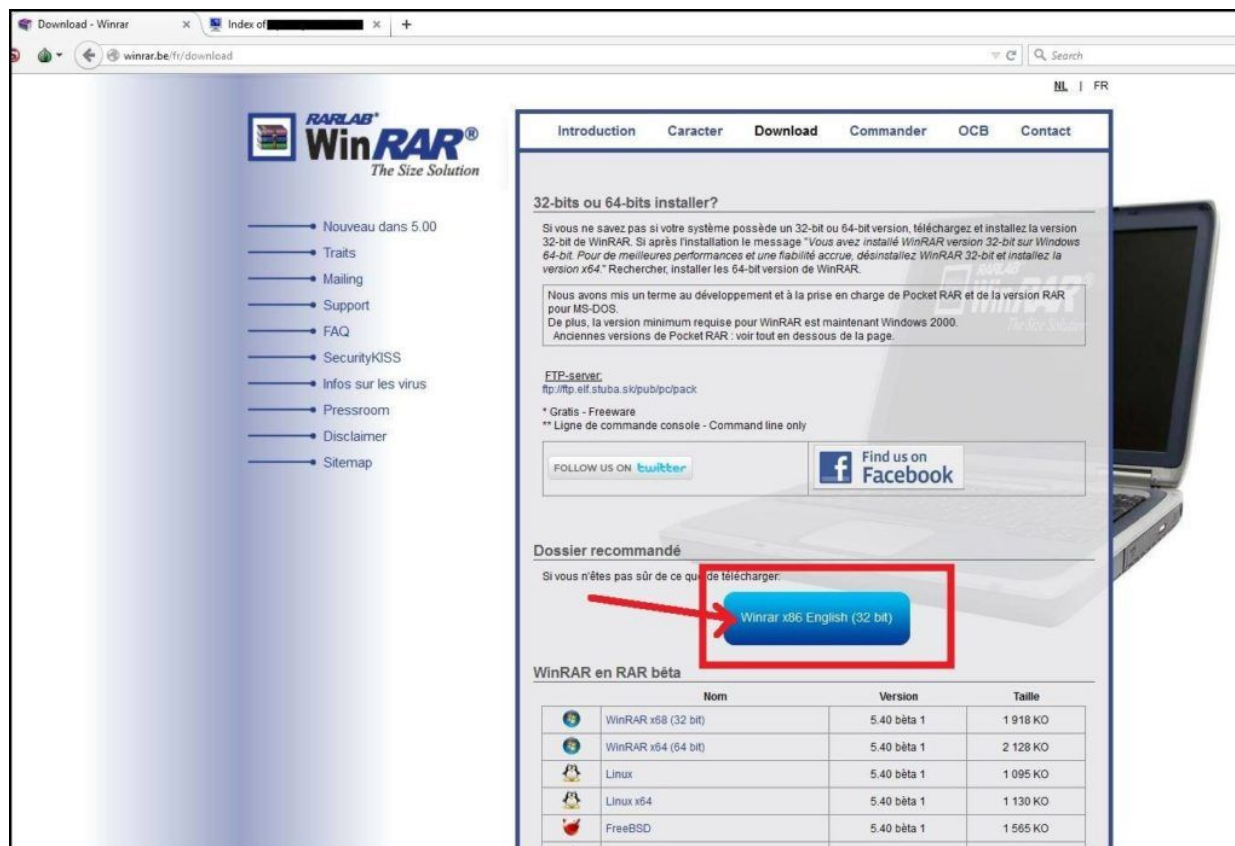 Download - Winrar
Index of
winrar.be/fr/download
Search
NL | FR
RARLAB®
WinRAR®
The Size Solution
Introduction Caracter Download Commander OCB Contact
Nouveau dans 5.00
Traits
Mailing
Support
FAQ
SecurityKISS
Infos sur les virus
Pressroom
Disclaimer
Sitemap
32-bits ou 64-bits installer?
Si vous ne savez pas si votre système possède un 32-bit ou 64-bit version, téléchargez et installez la version
32-bit de WinRAR. Si après l'installation le message "Vous avez installé WinRAR version 32-bit sur Windows
64-bit. Pour de meilleures performances et une fiabilité accrue, désinstallez WinRAR 32-bit et installez la
version x64." Rechercher, installer les 64-bit version de WinRAR.
Nous avons mis un terme au développement et à la prise en charge de Pocket RAR et de la version RAR
pour MS-DOS.
De plus, la version minimum requise pour WinRAR est maintenant Windows 2000.
Anciennes versions de Pocket RAR : voir tout en dessous de la page.
RARLAB
WinRAR®
The Size Solution
FTP-server:
ftp://ftp.elf.stuba.sk/pub/pc/pack
* Gratis - Freeware
** Ligne de commande console - Command line only
FOLLOW US ON twitter
Find us on
Facebook
Dossier recommandé
Si vous n'êtes pas sûr de ce que de télécharger:
Winrar x86 English (32 bit)
WinRAR en RAR bèta
Nom Version Taille
WinRAR x68 (32 bit) 5.40 bèta 1 1 918 KO
WinRAR x64 (64 bit) 5.40 bèta 1 2 128 KO
Linux 5.40 bèta 1 1 095 KO
Linux x64 5.40 bèta 1 1 130 KO
FreeBSD 5.40 bèta 1 1 565 KO